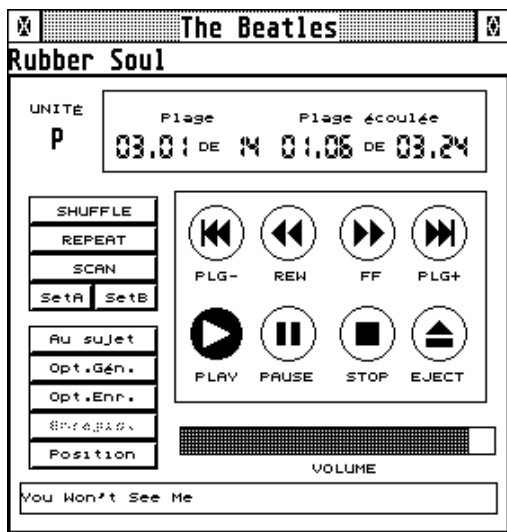 The Beatles
Rubber Soul
UNITÉ
P
Plage Plage écoulée
03.01 DE 14 01.06 DE 03.24
SHUFFLE
REPEAT
SCAN
SetA SetB
PLG- REW FF PLG+
Au sujet
Opt.Gén.
Opt.Enr.
Position
PLAY PAUSE STOP EJECT
VOLUME
You Won't See Me